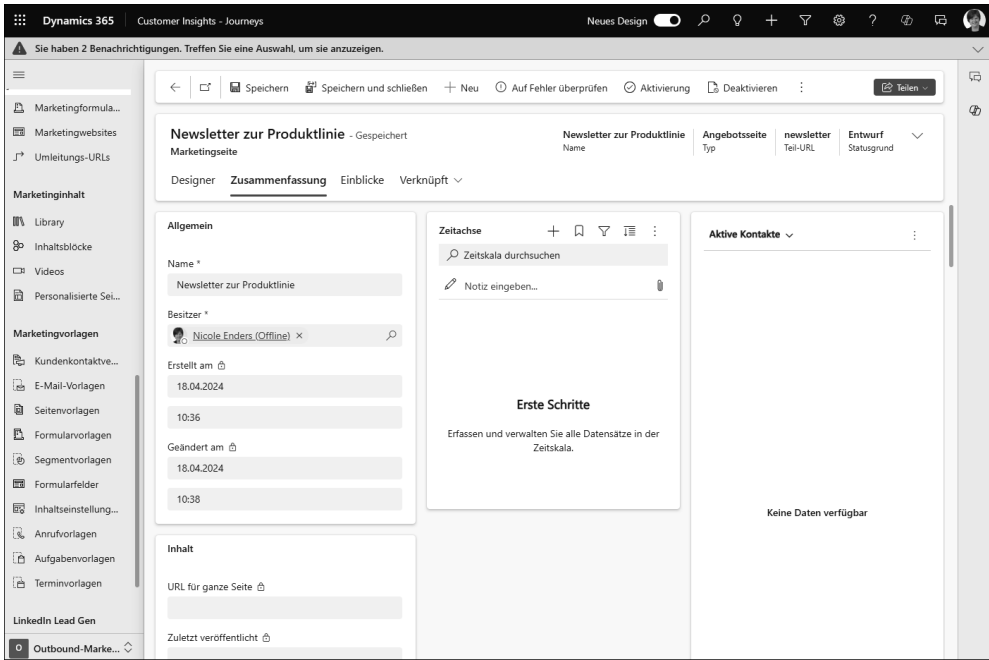 Dynamics 365 Customer Insights - Journeys Neues Design
Sie haben 2 Benachrichtigungen. Treffen Sie eine Auswahl, um sie anzuzeigen.
Marketingformula...
Marketingwebsites
Umleitungs-URLs
Marketinginhalt
Library
Inhaltsblöcke
Videos
Personalisierte Sei...
Marketingvorlagen
Kundenkontaktve...
E-Mail-Vorlagen
Seitenvorlagen
Formularvorlagen
Segmentvorlagen
Formularfelder
Inhaltseinstellung...
Anrufvorlagen
Aufgabenvorlagen
Terminvorlagen
LinkedIn Lead Gen
O Outbound-Marke...
Speichern Speichern und schließen Neu Auf Fehler überprüfen Aktivierung Deaktivieren Teilen
Newsletter zur Produktlinie - Gespeichert
Marketingseite
Newsletter zur Produktlinie Angebotsseite newsletter Entwurf
Name Typ Teil-URL Statusgrund
Designer Zusammenfassung Einblicke Verknüpft
Allgemein
Name *
Newsletter zur Produktlinie
Besitzer *
Nicole Enders (Offline)
Erstellt am
18.04.2024
10:36
Geändert am
18.04.2024
10:38
Inhalt
URL für ganze Seite
Zuletzt veröffentlicht
Zeitachse
Zeitskala durchsuchen
Notiz eingeben...
Erste Schritte
Erfassen und verwalten Sie alle Datensätze in der
Zeitskala.
Aktive Kontakte
Keine Daten verfügbar